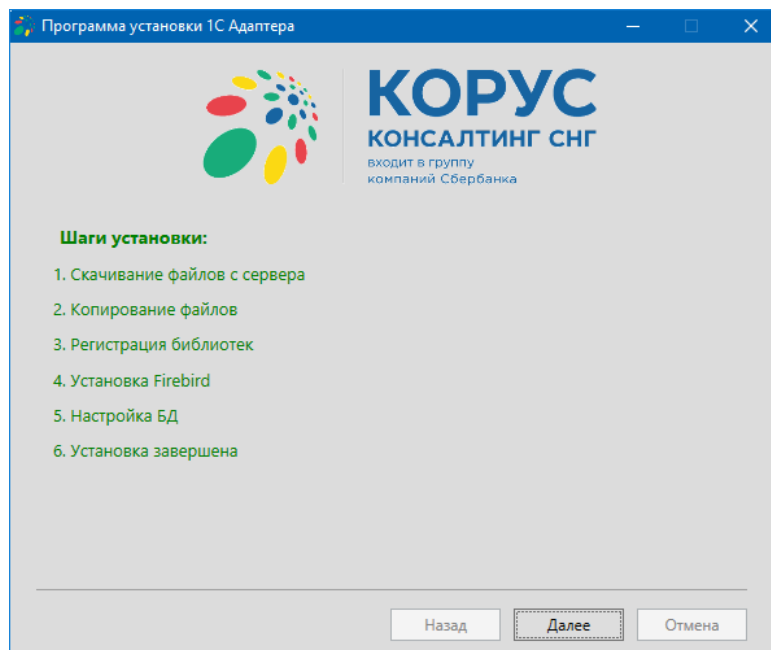 Программа установки 1С Адаптера
КОРУС
КОНСАЛТИНГ СНГ
входит в группу
компаний Сбербанка
Шаги установки:
1. Скачивание файлов с сервера
2. Копирование файлов
3. Регистрация библиотек
4. Установка Firebird
5. Настройка БД
6. Установка завершена
Назад Далее Отмена